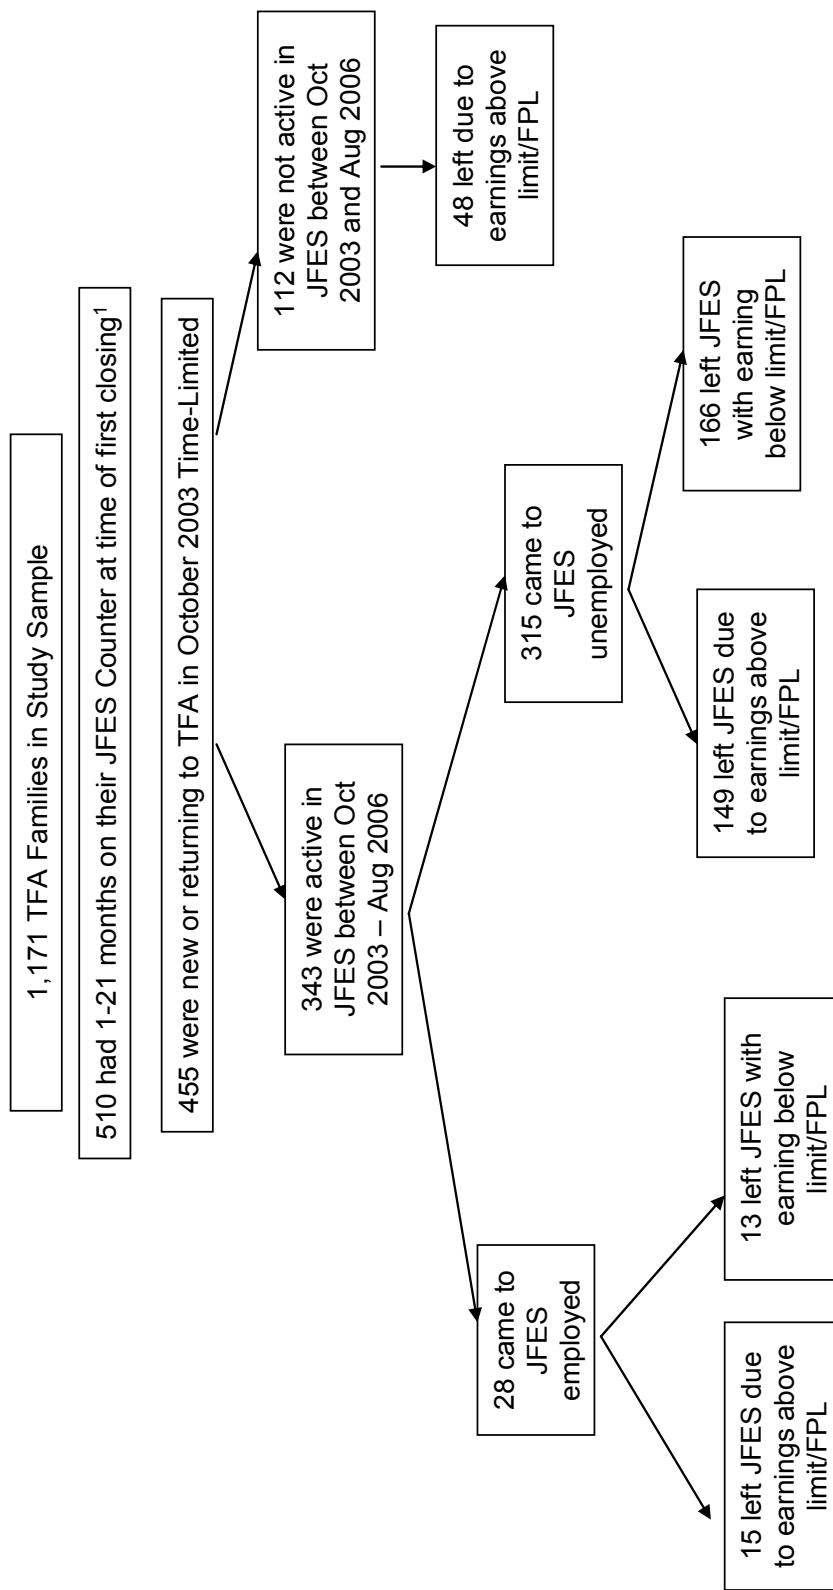 1,171 TFA Families in Study Sample
510 had 1-21 months on their JFES Counter at time of first closing1
455 were new or returning to TFA in October 2003 Time-Limited
343 were active in
JFES between Oct
2003 – Aug 2006
112 were not active in
JFES between Oct
2003 and Aug 2006
48 left due to
earnings above
limit/FPL
28 came to
JFES
employed
315 came to
JFES
unemployed
15 left JFES due
to earnings above
limit/FPL
13 left JFES with
earning below
limit/FPL
149 left JFES due
to earnings above
limit/FPL
166 left JFES
with earning
below limit/FPL